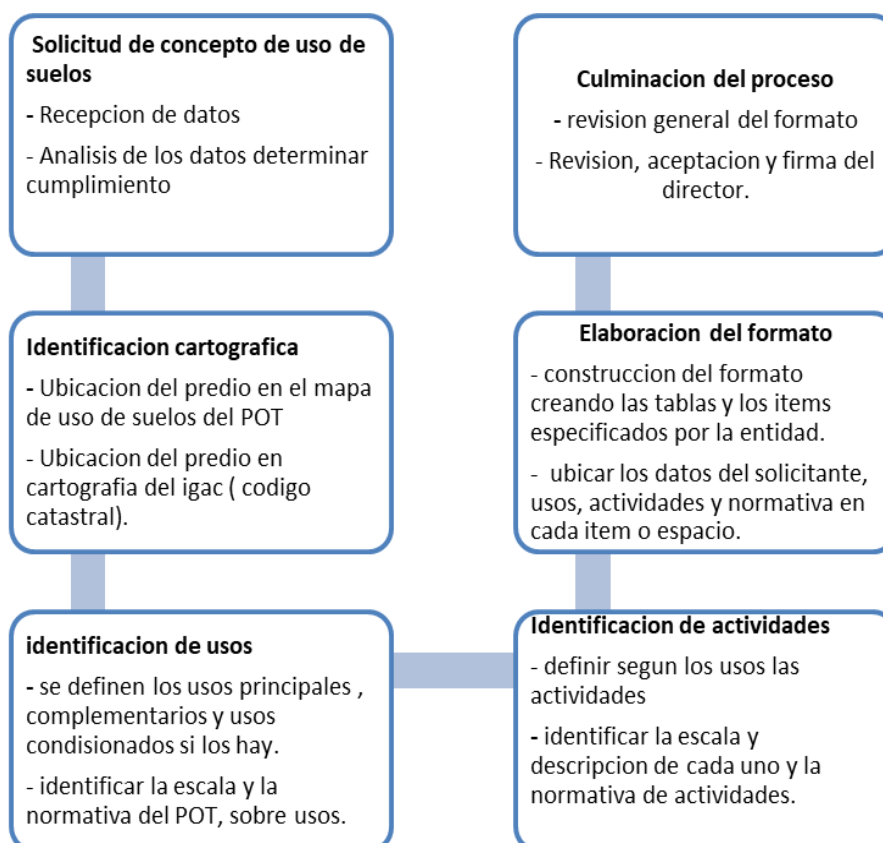 Solicitud de concepto de uso de
suelos
- Recepcion de datos
- Analisis de los datos determinar
cumplimiento
Identificacion cartografica
- Ubicacion del predio en el mapa
de uso de suelos del POT
- Ubicacion del predio en
cartografia del igac ( codigo
catastral).
identificacion de usos
- se definen los usos principales ,
complementarios y usos
condisionados si los hay.
- identificar la escala y la
normativa del POT, sobre usos.
Identificacion de actividades
- definir segun los usos las
actividades
- identificar la escala y
descripcion de cada uno y la
normativa de actividades.
Elaboracion del formato
- construccion del formato
creando las tablas y los items
especificados por la entidad.
- ubicar los datos del solicitante,
usos, actividades y normativa en
cada item o espacio.
Culminacion del proceso
- revision general del formato
- Revision, aceptacion y firma del
director.